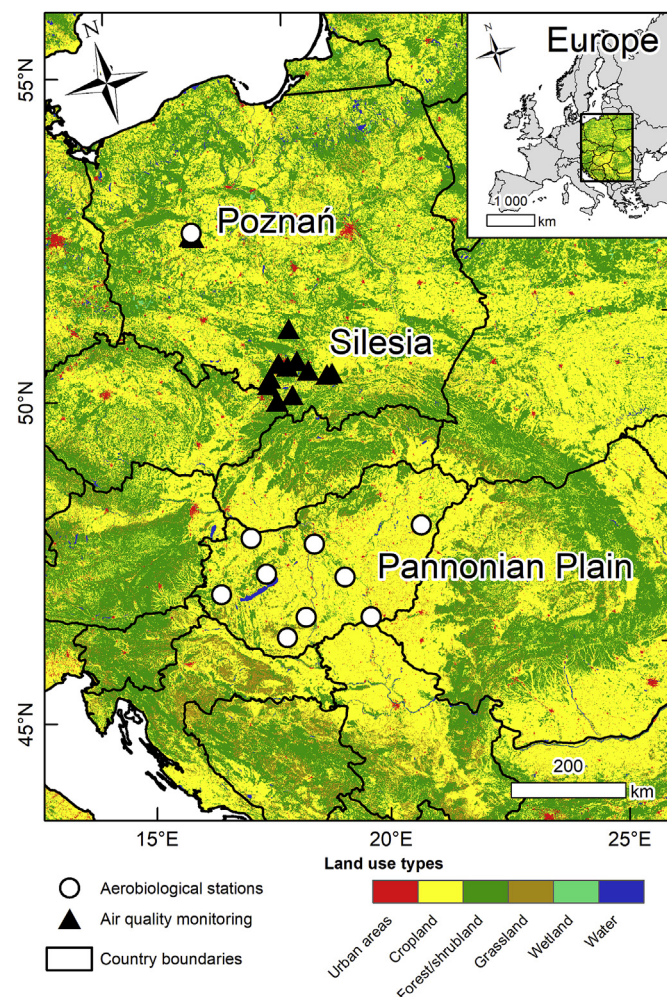 N
55°N
50°N
45°N
N
Europe
1 000
km
Poznań
Silesia
Pannonian Plain
200
km
15°E
20°E
25°E
Aerobiological stations
Air quality monitoring
Country boundaries
Land use types
Urban areas
Cropland
Forest/shrubland
Grassland
Wetland
Water